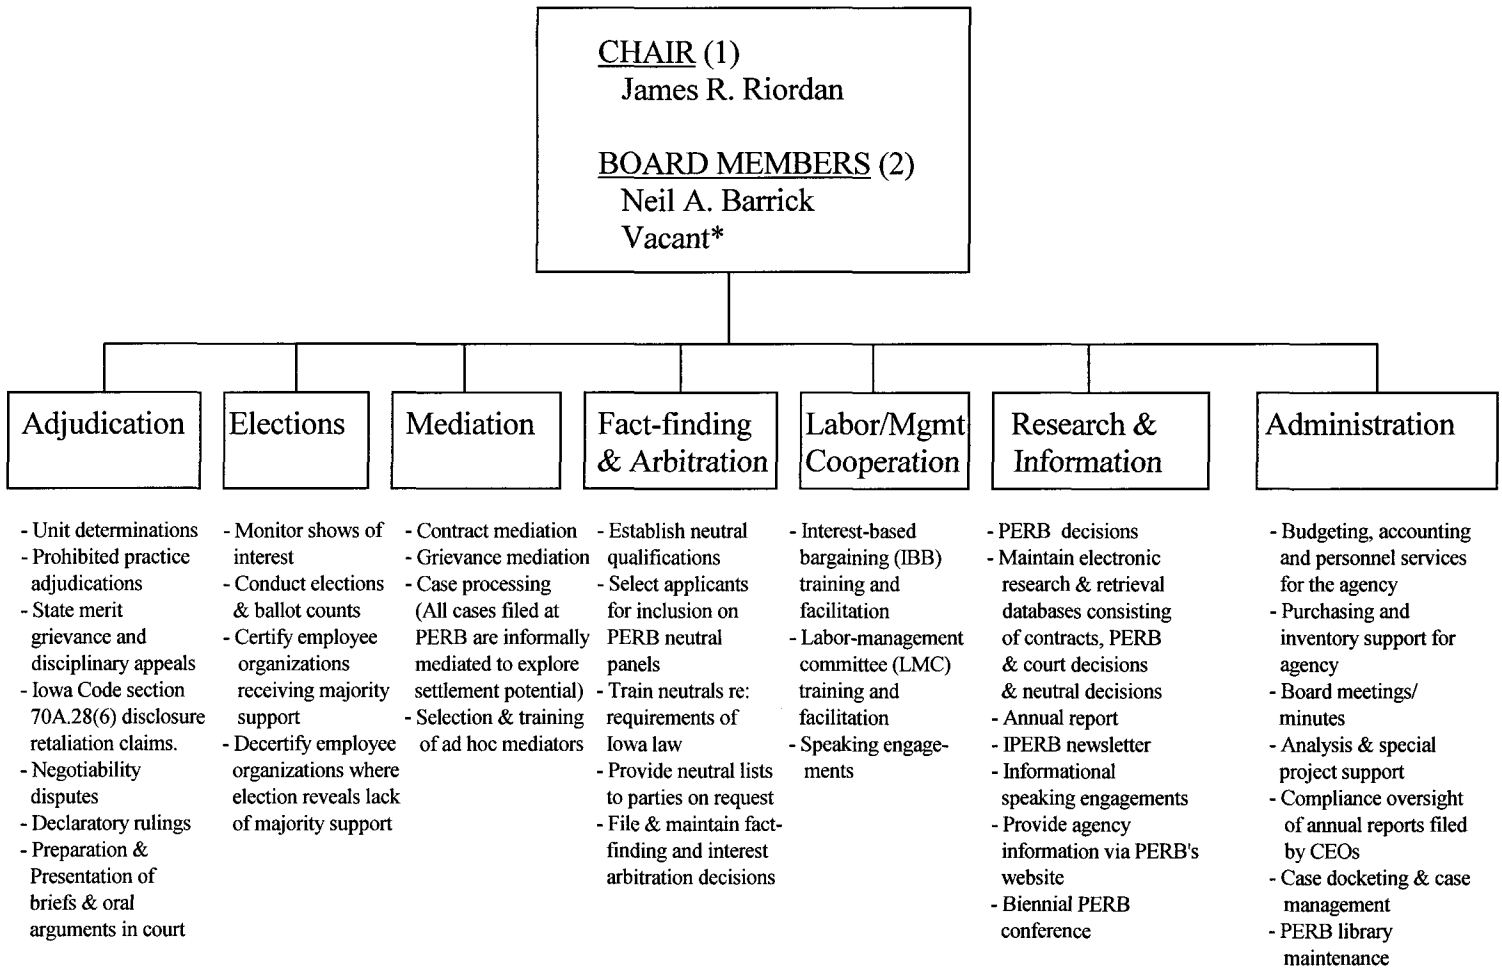 CHAIR (1)
James R. Riordan
BOARD MEMBERS (2)
Neil A. Barrick
Vacant*
Adjudication
- Unit determinations
- Prohibited practice
adjudications
- State merit
grievance and
disciplinary appeals
- Iowa Code section
70A.28(6) disclosure
retaliation claims.
- Negotiability
disputes
- Declaratory rulings
- Preparation &
Presentation of
briefs & oral
arguments in court
Elections
- Monitor shows of
interest
- Conduct elections
& ballot counts
- Certify employee
organizations
receiving majority
support
- Decertify employee
organizations where
election reveals lack
of majority support
Mediation
- Contract mediation
- Grievance mediation
- Case processing
(All cases filed at
PERB are informally
mediated to explore
settlement potential)
- Selection & training
of ad hoc mediators
Fact-finding
& Arbitration
- Establish neutral
qualifications
- Select applicants
for inclusion on
PERB neutral
panels
- Train neutrals re:
requirements of
Iowa law
- Provide neutral lists
to parties on request
- File & maintain fact-
finding and interest
arbitration decisions
Labor/Mgmt
Cooperation
- Interest-based
bargaining (IBB)
training and
facilitation
- Labor-management
committee (LMC)
training and
facilitation
- Speaking engage-
ments
Research &
Information
- PERB decisions
- Maintain electronic
research & retrieval
databases consisting
of contracts, PERB
& court decisions
& neutral decisions
- Annual report
- IPERB newsletter
- Informational
speaking engagements
- Provide agency
information via PERB's
website
- Biennial PERB
conference
Administration
- Budgeting, accounting
and personnel services
for the agency
- Purchasing and
inventory support for
agency
- Board meetings/
minutes
- Analysis & special
project support
- Compliance oversight
of annual reports filed
by CEOs
- Case docketing & case
management
- PERB library
maintenance